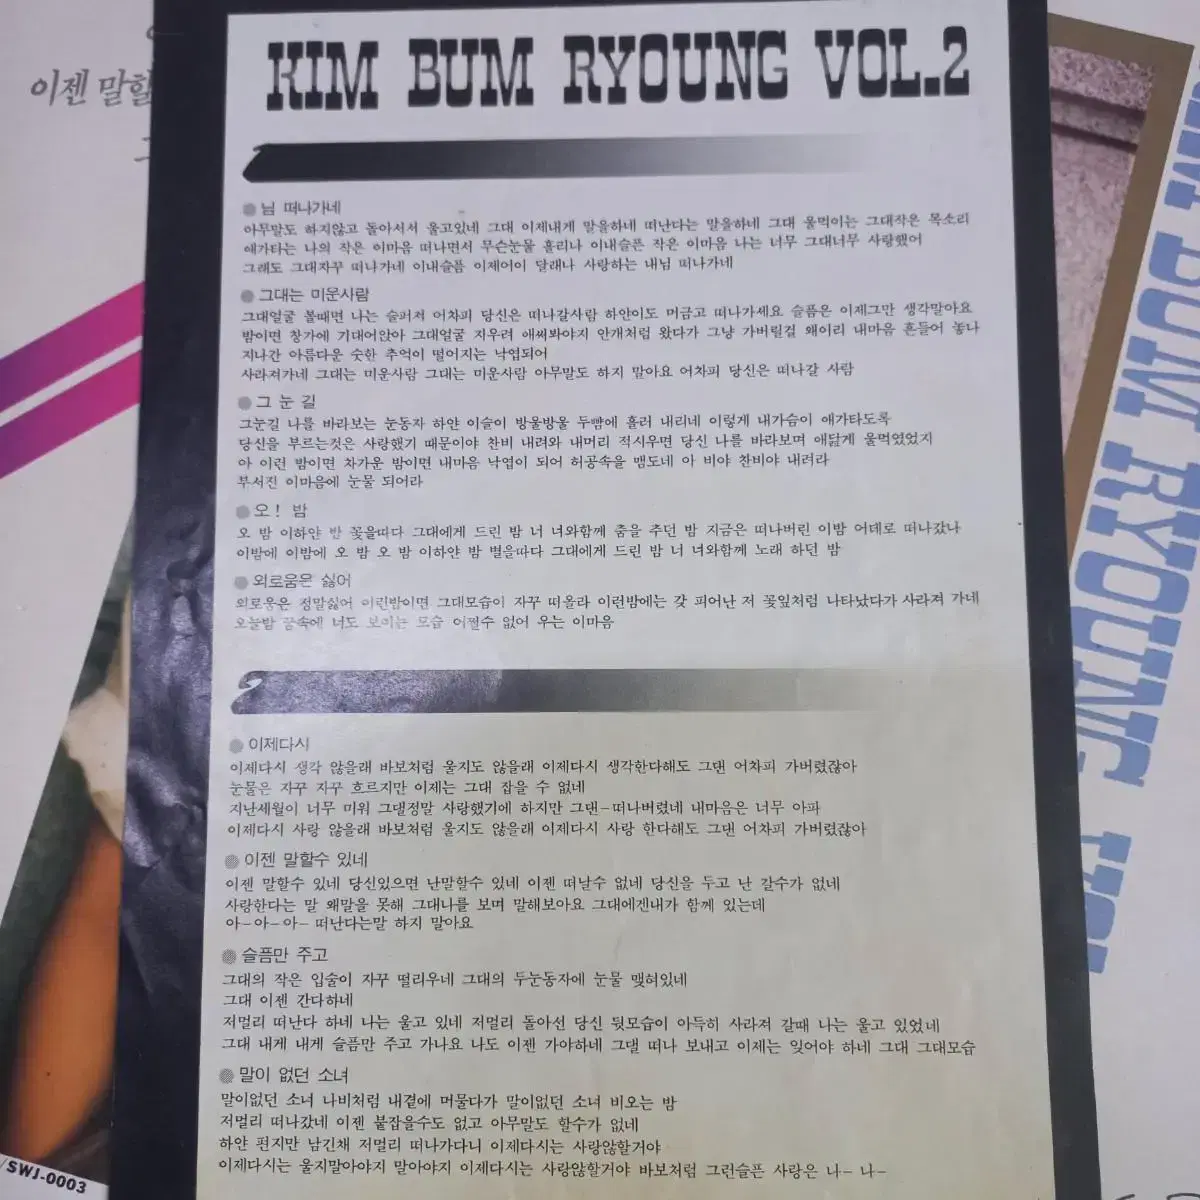 이젠 말할
KIM BUM RYOUNG VOL.2
님 떠나가네
아무말도 하지않고 돌아서서 울고있네 그대 이제내게 말을하네 떠난다는 말을하네 그대 울먹이는 그대작은 목소리
애가타는 나의 작은 이마음 떠나면서 무슨눈물 흘리나 이내슬픈 작은 이마음 나는 너무 그대너무 사랑했어
그래도 그대자꾸 떠나가네 이내슬픔 이제어이 달래나 사랑하는 내님 떠나가네
그대는 미운사람
그대얼굴 볼때면 나는 슬퍼져 어차피 당신은 떠나갈사람 하얀이도 머금고 떠나가세요 슬픔은 이제그만 생각말아요
밤이면 창가에 기대어앉아 그대얼굴 지우려 애써봐야지 안개처럼 왔다가 그냥 가버릴걸 왜이리 내마음 흔들어 놓나
지나간 아름다운 숫한 추억이 떨어지는 낙엽되어
사라져가네 그대는 미운사람 그대는 미운사람 아무말도 하지 말아요 어차피 당신은 떠나갈 사람
그 눈 길
그눈길 나를 바라보는 눈동자 하얀 이슬이 방울방울 두뺨에 흘러 내리네 이렇게 내가슴이 애가타도록
당신을 부르는것은 사랑했기 때문이야 찬비 내려와 내머리 적시우면 당신 나를 바라보며 애닯게 울먹였었지
아 이런 밤이면 차가운 밤이면 내마음 낙엽이 되어 허공속을 맴도네 아 비야 찬비야 내려라
부서진 이마음에 눈물 되어라
오! 밤
오 밤 이하얀 밤 꽃을따다 그대에게 드린 밤 너 너와함께 춤을 추던 밤 지금은 떠나버린 이밤 어데로 떠나갔나
이밤에 이밤에 오 밤 오 밤 이하얀 밤 별을따다 그대에게 드린 밤 너 너와함께 노래 하던 밤
외로움은 싫어
외로움은 정말싫어 이런밤이면 그대모습이 자꾸 떠올라 이런밤에는 갖 피어난 저 꽃잎처럼 나타났다가 사라져 가네
오늘밤 꿈속에 너도 보이는 모습 어쩔수 없어 우는 이마음
2
이제다시
이제다시 생각 않을래 바보처럼 울지도 않을래 이제다시 생각한다해도 그댄 어차피 가버렸잖아
눈물은 자꾸 자꾸 흐르지만 이제는 그대 잡을 수 없네
지난세월이 너무 미워 그댈정말 사랑했기에 하지만 그댄-떠나버렸네 내마음은 너무 아파
이제다시 사랑 않을래 바보처럼 울지도 않을래 이제다시 사랑 한다해도 그댄 어차피 가버렸잖아
이젠 말할수 있네
이젠 말할수 있네 당신있으면 난말할수 있네 이젠 떠날수 없네 당신을 두고 난 갈수가 없네
사랑한다는 말 왜말을 못해 그대나를 보며 말해보아요 그대에겐내가 함께 있는데
아-아-아- 떠난다는말 하지 말아요
슬픔만 주고
그대의 작은 입술이 자꾸 떨리우네 그대의 두눈동자에 눈물 맺혀있네
그대 이젠 간다하네
저멀리 떠난다 하네 나는 울고 있네 저멀리 돌아선 당신 뒷모습이 아득히 사라져 갈때 나는 울고 있었네
그대 내게 내게 슬픔만 주고 가나요 나도 이젠 가야하네 그댈 떠나 보내고 이제는 잊어야 하네 그대 그대모습
말이 없던 소녀
말이없던 소녀 나비처럼 내곁에 머물다가 말이없던 소녀 비오는 밤
저멀리 떠나갔네 이젠 붙잡을수도 없고 아무말도 할수가 없네
하얀 편지만 남긴채 저멀리 떠나가다니 이제다시는 사랑않할거야
이제다시는 울지말아야지 말아야지 이제다시는 사랑않할거야 바보처럼 그런슬픈 사랑은 나- 나-
/SWJ-0003
BUM RYOUNG